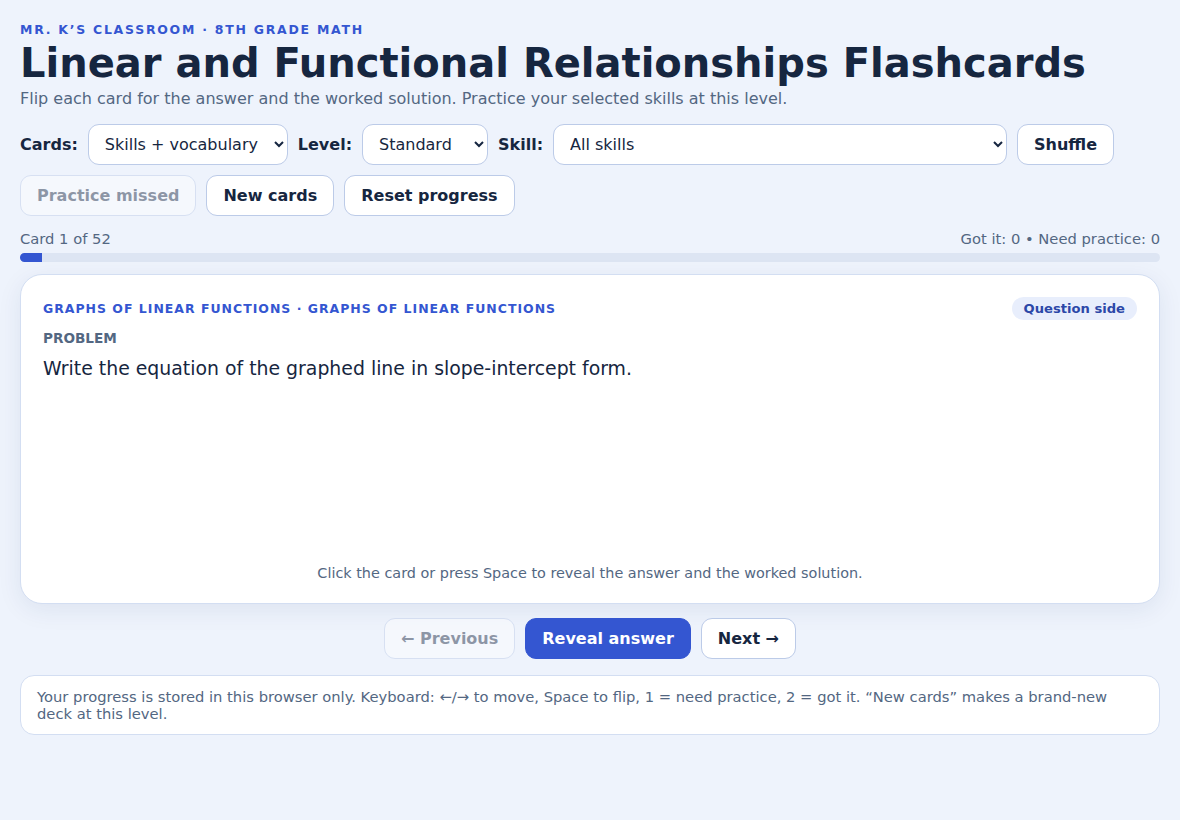 MR. K'S CLASSROOM · 8TH GRADE MATH
Linear and Functional Relationships Flashcards
Flip each card for the answer and the worked solution. Practice your selected skills at this level.
Cards: Skills + vocabulary Level: Standard Skill: All skills Shuffle
Practice missed New cards Reset progress
Card 1 of 52 Got it: 0 • Need practice: 0
GRAPHS OF LINEAR FUNCTIONS · GRAPHS OF LINEAR FUNCTIONS Question side
PROBLEM
Write the equation of the graphed line in slope-intercept form.
Click the card or press Space to reveal the answer and the worked solution.
← Previous Reveal answer Next →
Your progress is stored in this browser only. Keyboard: ←/→ to move, Space to flip, 1 = need practice, 2 = got it. “New cards” makes a brand-new
deck at this level.